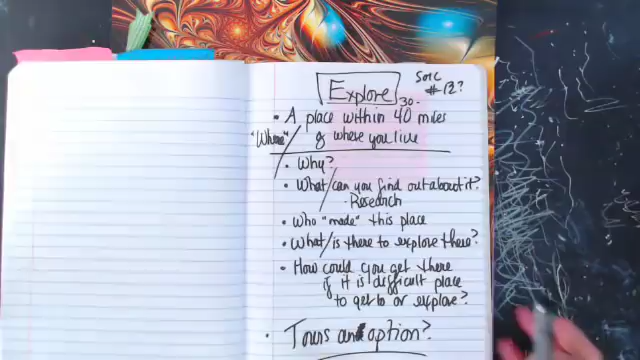 Explore
SOTC
#12?
30-
• A place within 40 miles
"Where" of where you live
• Why?
• What can you find out about it?
- Research
• Who "made" this place
• What is there to explore there?
• How could you get there
if it is difficult place
to get to or explore?
• Tours an option?